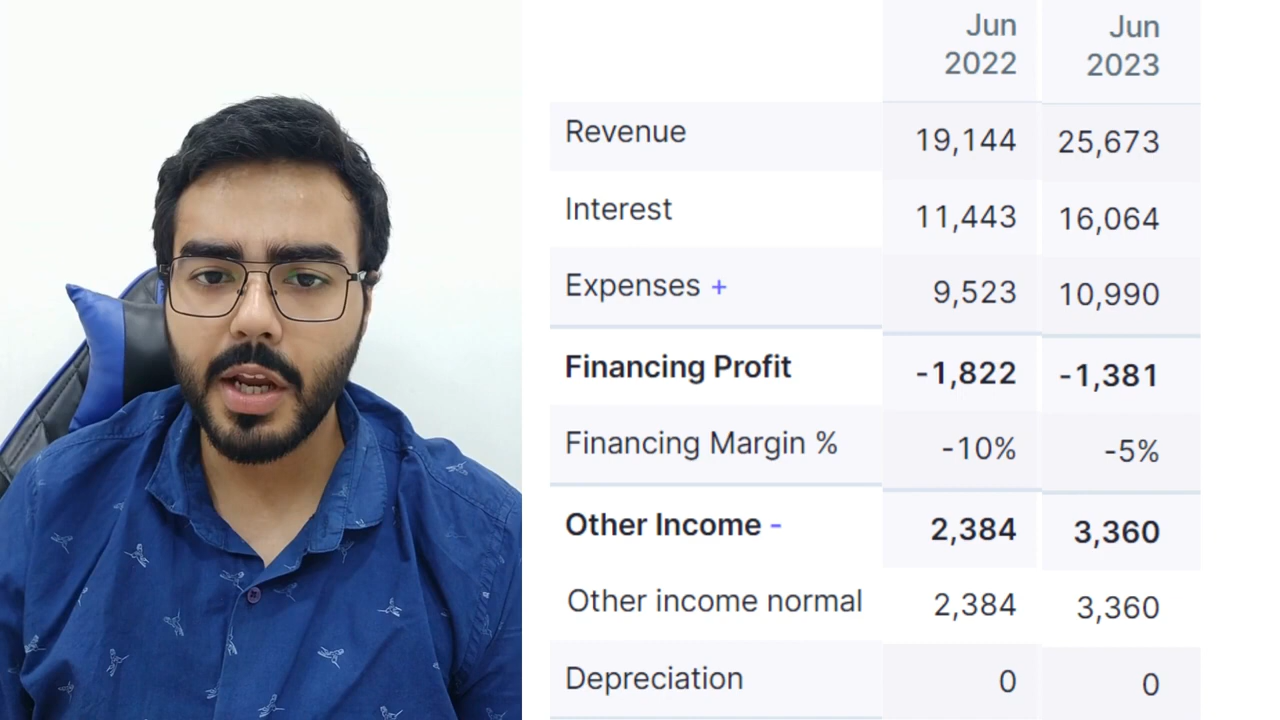 Jun 2022 Jun 2023
Revenue 19,144 25,673
Interest 11,443 16,064
Expenses + 9,523 10,990
Financing Profit -1,822 -1,381
Financing Margin % -10% -5%
Other Income - 2,384 3,360
Other income normal 2,384 3,360
Depreciation 0 0